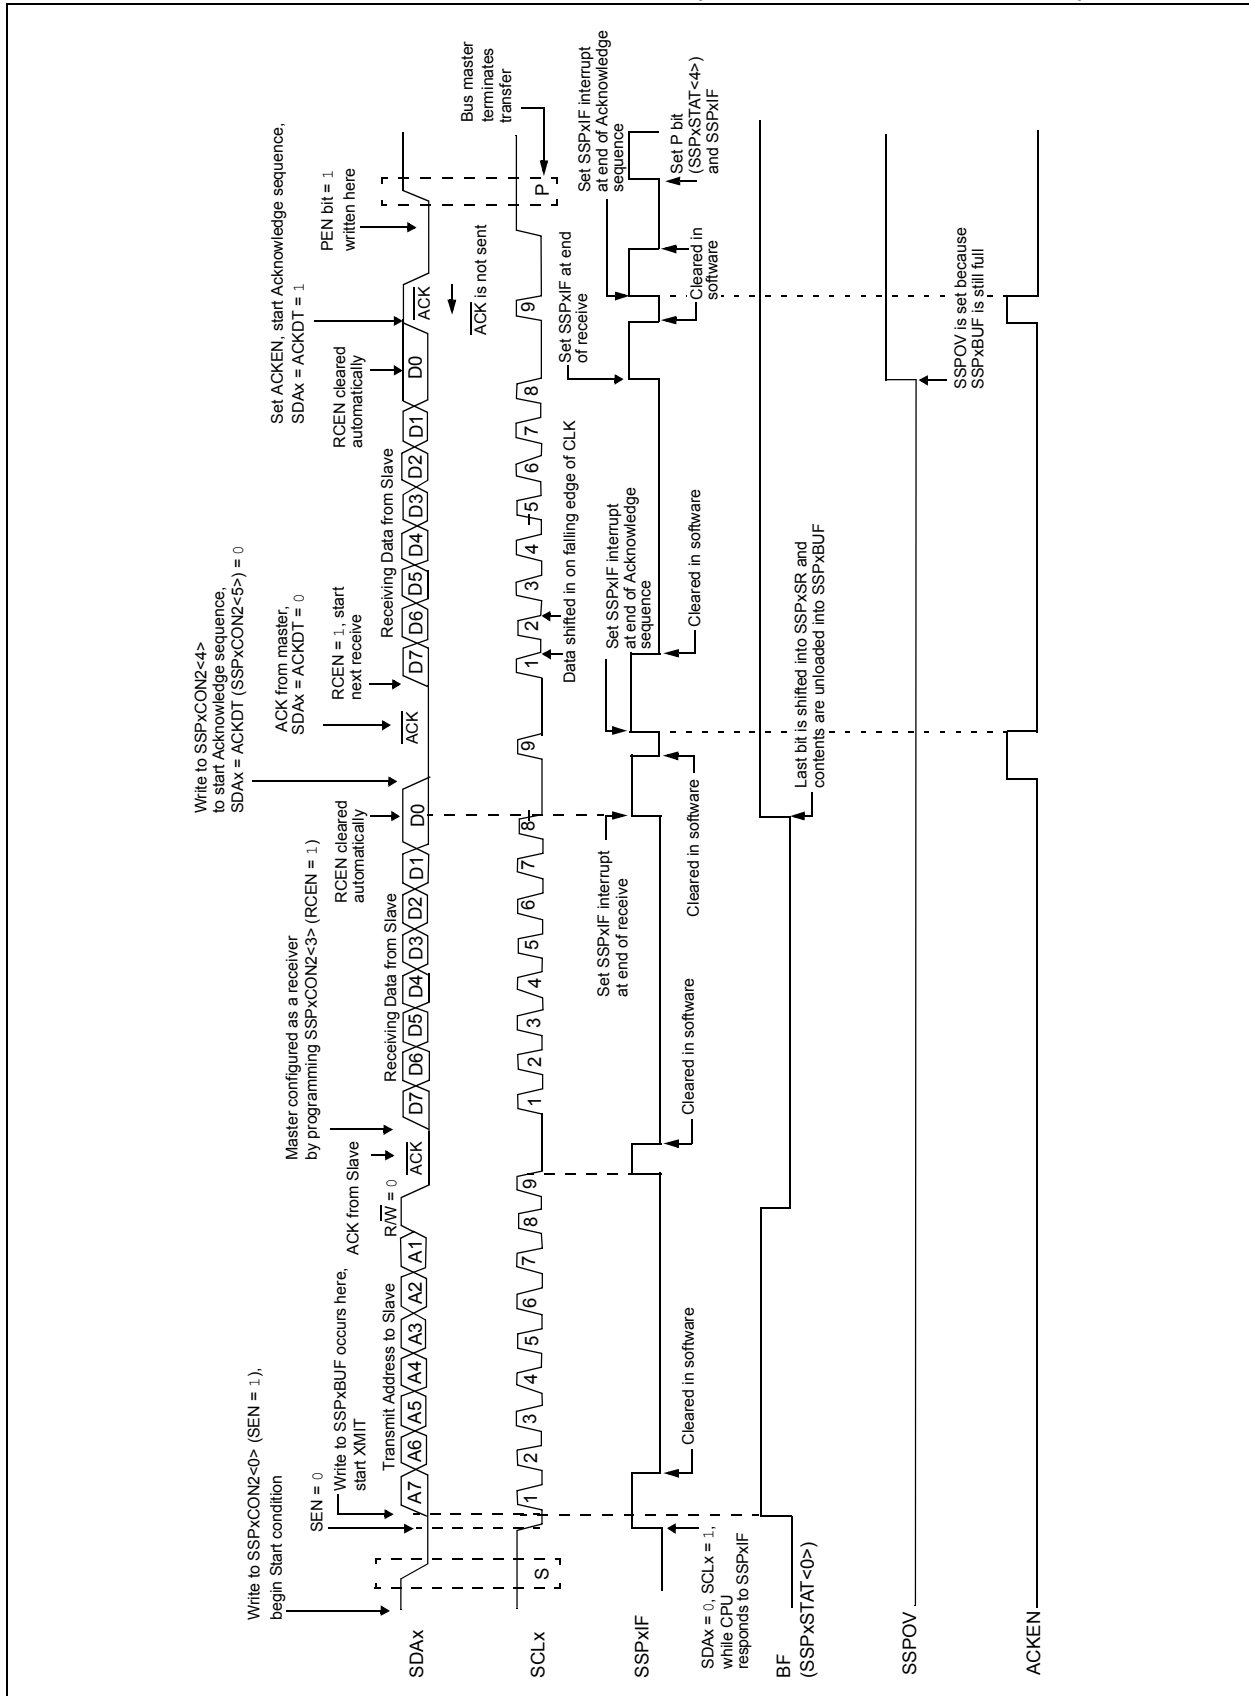 Write to SSPxCON2<0> (SEN = 1),
begin Start condition
SEN = 0
Write to SSPxBUF occurs here,
start XMIT
ACK from Slave
Master configured as a receiver
by programming SSPxCON2<3> (RCEN = 1)
RCEN cleared
automatically
Write to SSPxCON2<4>
to start Acknowledge sequence,
SDAx = ACKDT (SSPxCON2<5>) = 0
ACK from master,
SDAx = ACKDT = 0
RCEN = 1, start
next receive
RCEN cleared
automatically
Set ACKEN, start Acknowledge sequence,
SDAx = ACKDT = 1
PEN bit = 1
written here
Transmit Address to Slave
R/W = 0
Receiving Data from Slave
Receiving Data from Slave
SDAx
A7 A6 A5 A4 A3 A2 A1 ACK D7 D6 D5 D4 D3 D2 D1 D0 ACK D7 D6 D5 D4 D3 D2 D1 D0 ACK
ACK is not sent
Bus master
terminates
transfer
SCLx
S 1 2 3 4 5 6 7 8 9 1 2 3 4 5 6 7 8 9 1 2 3 4 5 6 7 8 9 P
Data shifted in on falling edge of CLK
Set SSPxIF interrupt
at end of receive
Set SSPxIF interrupt
at end of Acknowledge
sequence
Set SSPxIF at end
of receive
Set SSPxIF interrupt
at end of Acknowledge
sequence
SSPxIF
Cleared in software
Cleared in software
Cleared in software
Cleared in software
Cleared in
software
Set P bit
(SSPxSTAT<4>)
and SSPxIF
SDAx = 0, SCLx = 1,
while CPU
responds to SSPxIF
BF
(SSPxSTAT<0>)
Last bit is shifted into SSPxSR and
contents are unloaded into SSPxBUF
SSPOV
SSPOV is set because
SSPxBUF is still full
ACKEN